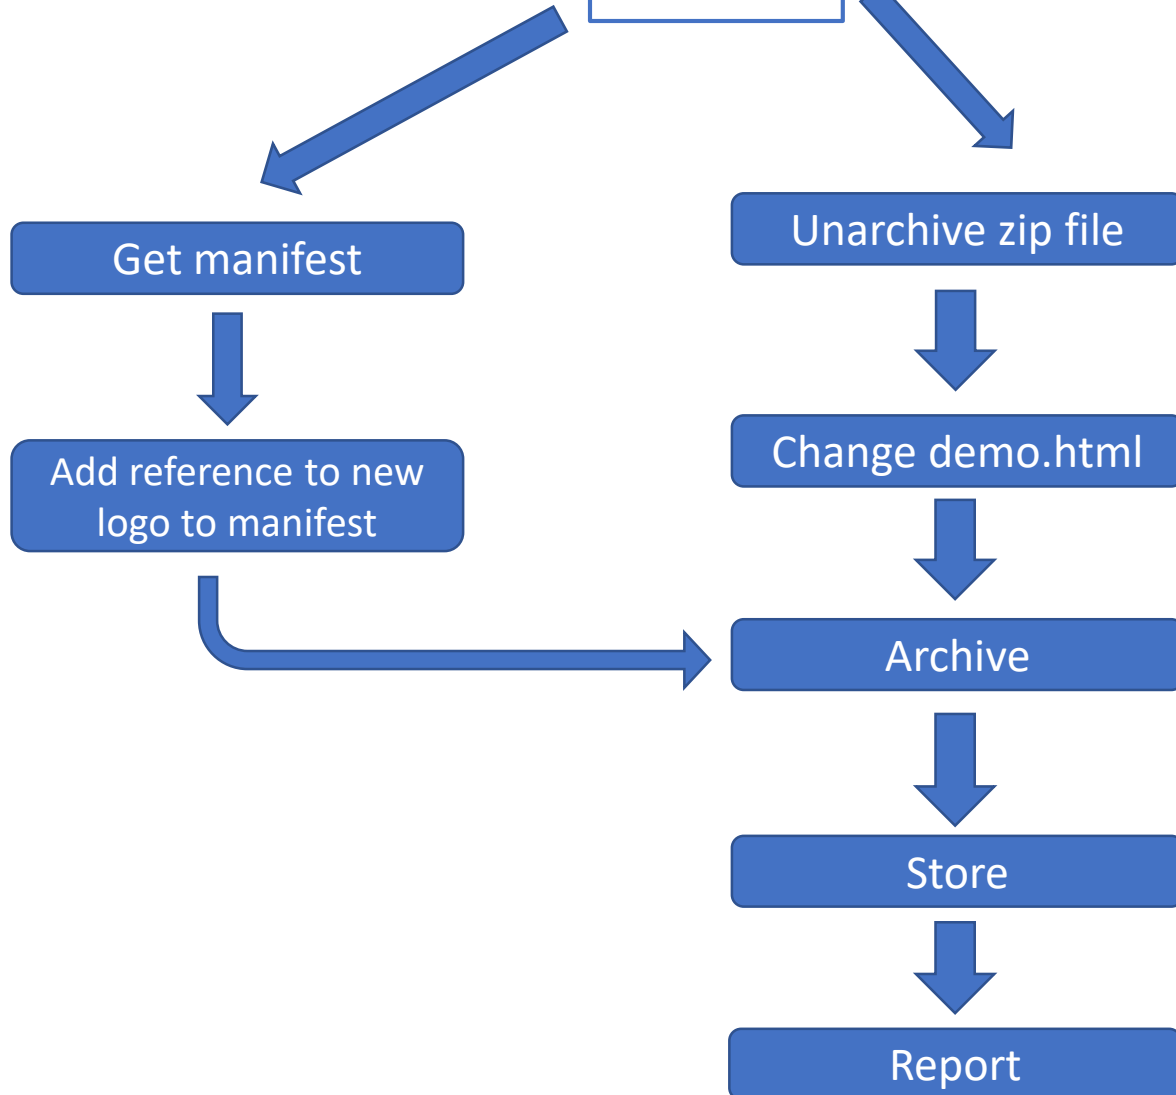 Get manifest
Unarchive zip file
Add reference to new
logo to manifest
Change demo.html
Archive
Store
Report